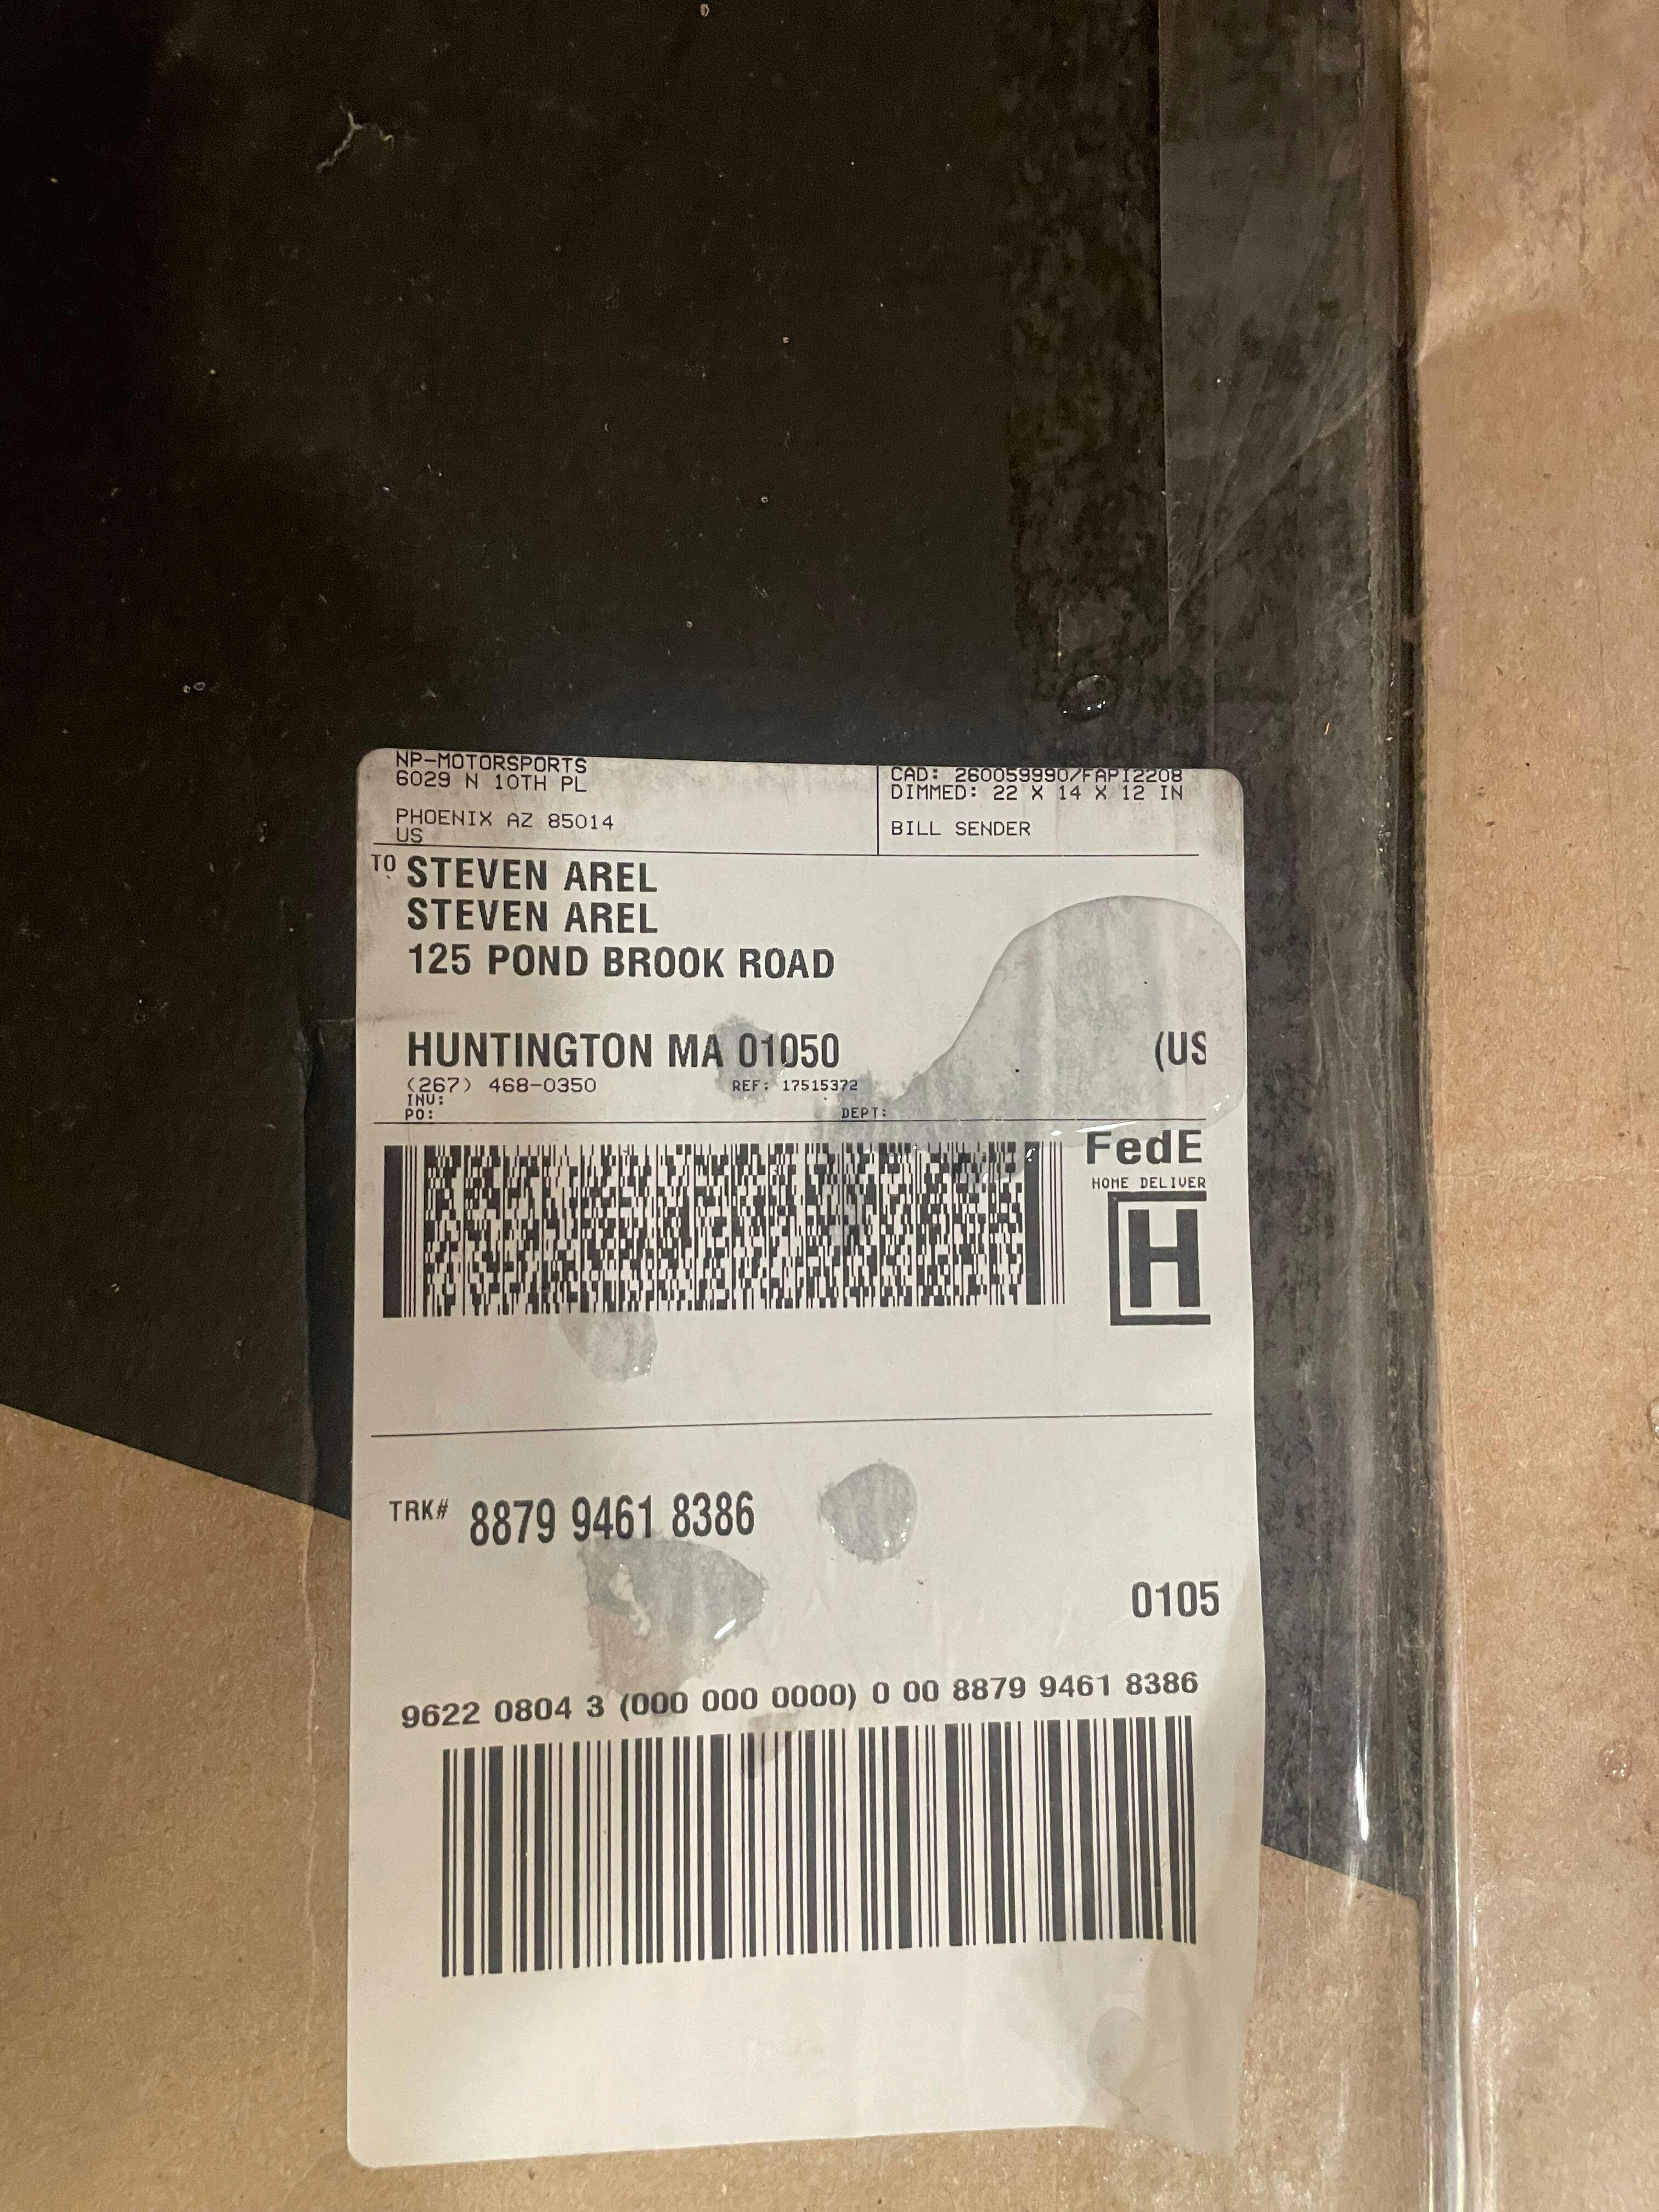 NP-MOTORSPORTS
6029 N 10TH PL
PHOENIX AZ 85014
US
CAD: 260059990/FAPI2208
DIMMED: 22 X 14 X 12 IN
BILL SENDER
TO STEVEN AREL
STEVEN AREL
125 POND BROOK ROAD
HUNTINGTON MA 01050 (US
(267) 468-0350 REF: 17515372
INV:
PO: DEPT:
FedE
HOME DELIVER
H
TRK# 8879 9461 8386
0105
9622 0804 3 (000 000 0000) 0 00 8879 9461 8386